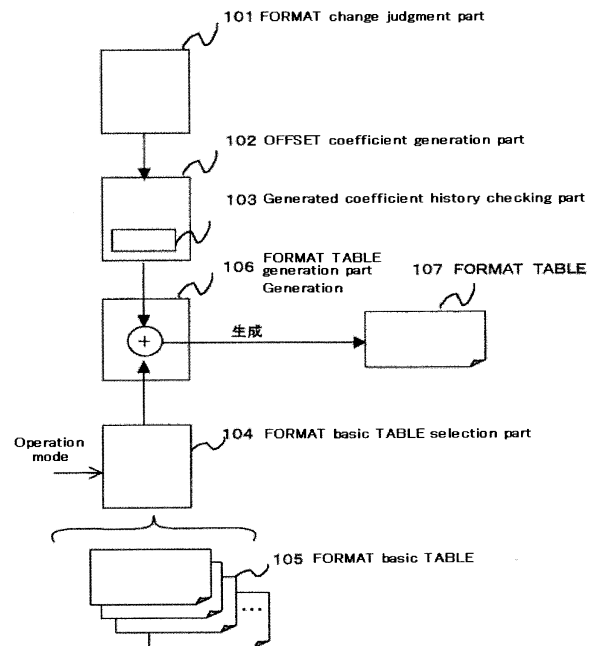 101 FORMAT change judgment part
102 OFFSET coefficient generation part
103 Generated coefficient history checking part
106 FORMAT TABLE
generation part
Generation
107 FORMAT TABLE
+
生成
104 FORMAT basic TABLE selection part
Operation
mode
105 FORMAT basic TABLE
...